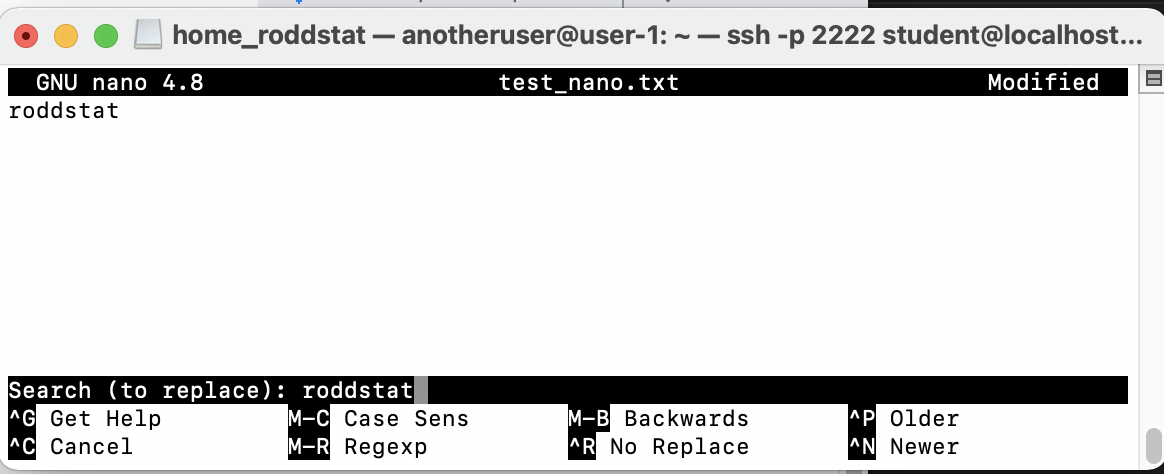 home_roddstat — anotheruser@user-1: ~ — ssh -p 2222 student@localhost...
GNU nano 4.8 test_nano.txt Modified
roddstat
Search (to replace): roddstat
^G Get Help M-C Case Sens M-B Backwards ^P Older
^C Cancel M-R Regexp ^R No Replace ^N Newer